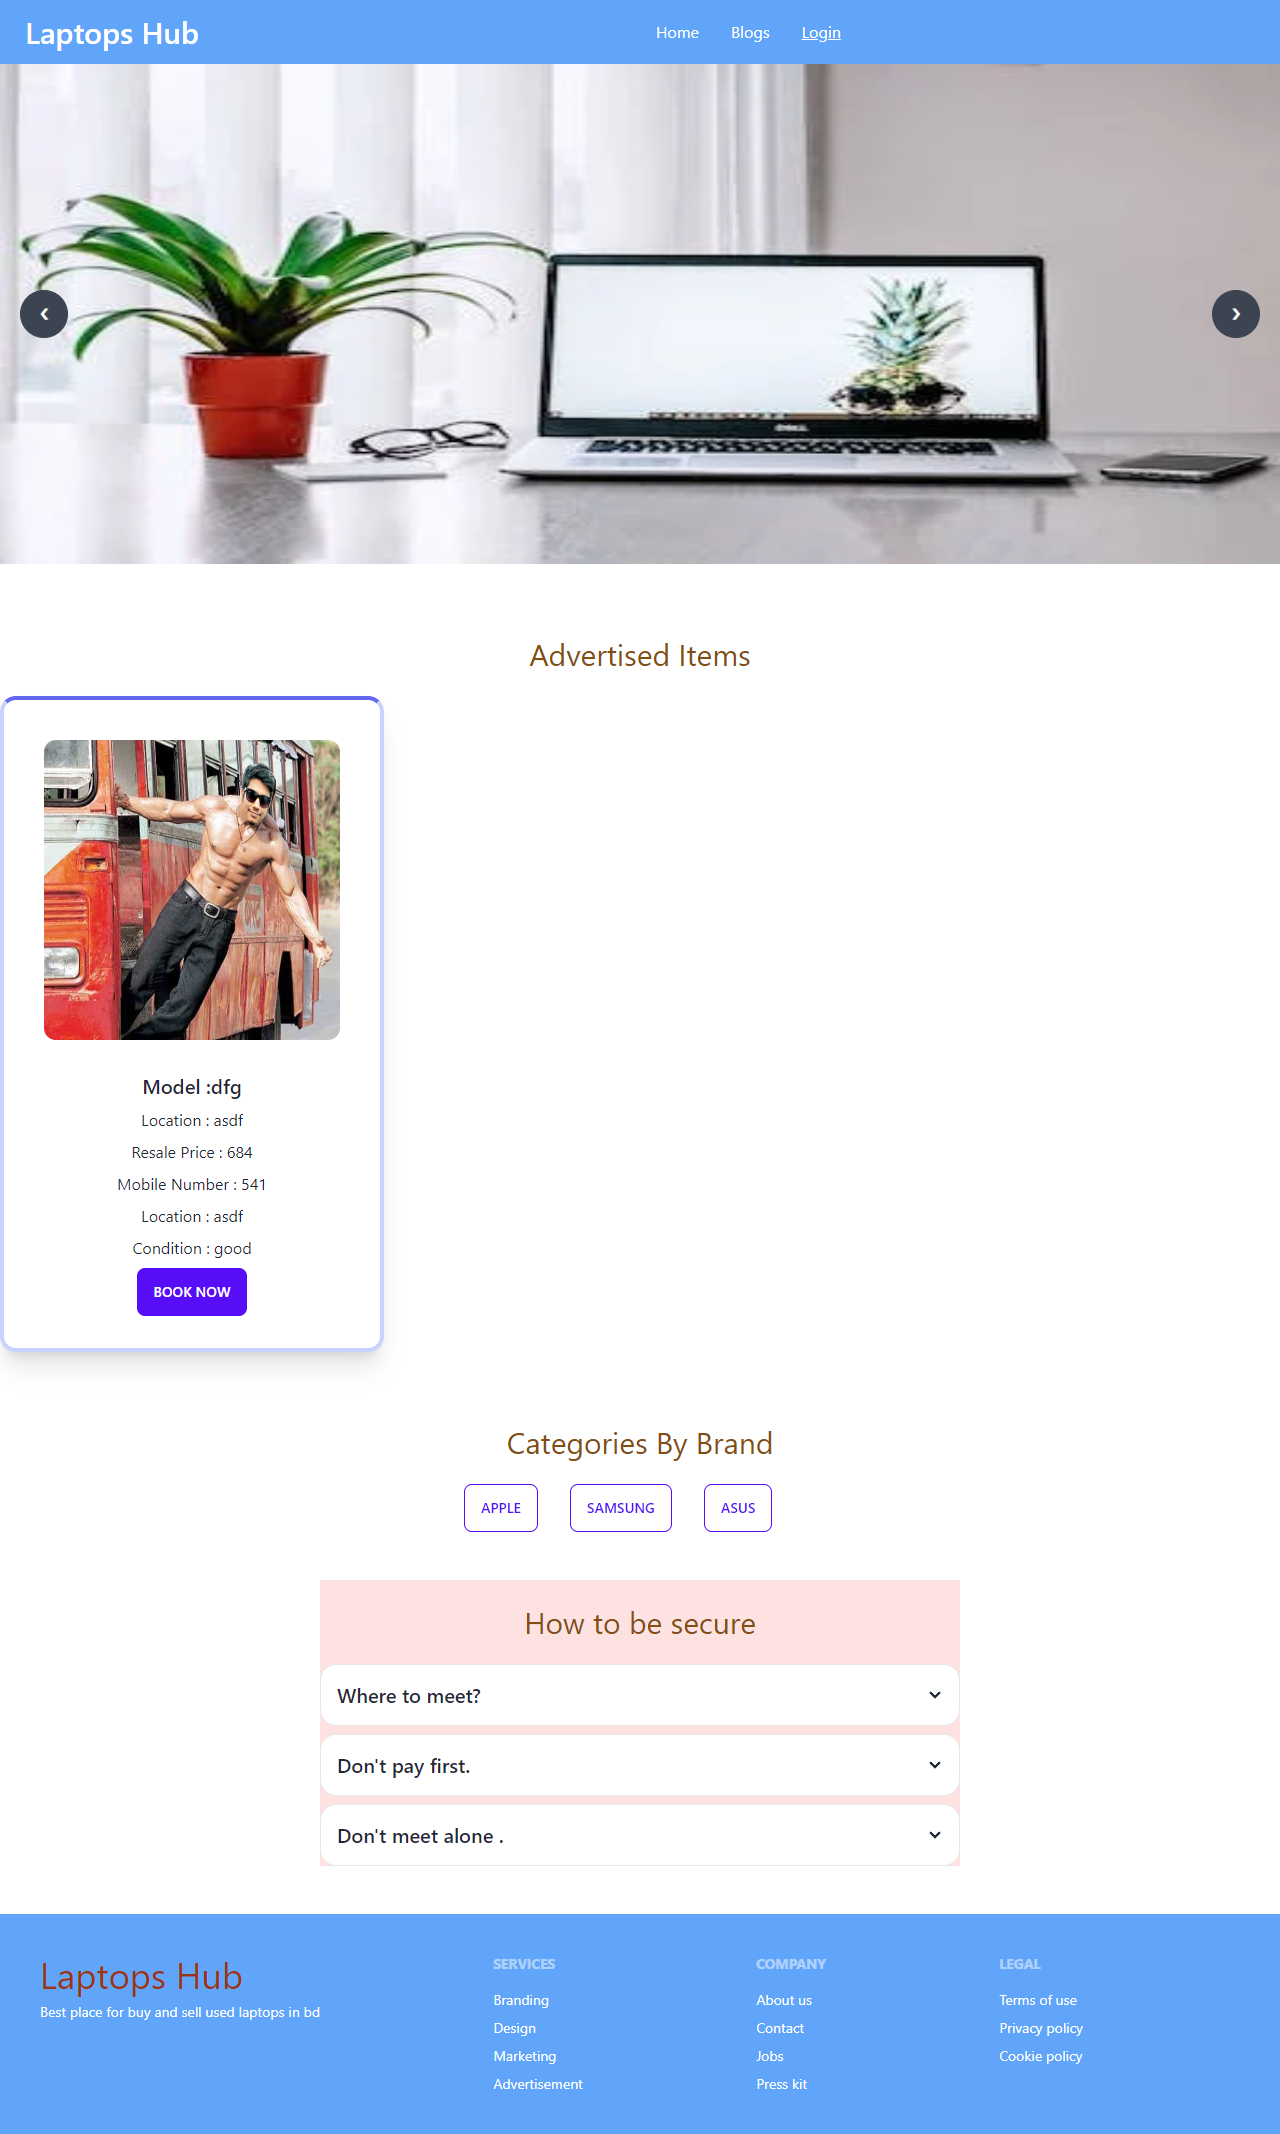 Laptops Hub
Home Blogs Login
❮ ❯
DELL
Advertised Items
Model :dfg
Location : asdf
Resale Price : 684
Mobile Number : 541
Location : asdf
Condition : good
BOOK NOW
Categories By Brand
APPLE SAMSUNG ASUS
How to be secure
Where to meet?
Don't pay first.
Don't meet alone .
Laptops Hub
Best place for buy and sell used laptops in bd
SERVICES
Branding
Design
Marketing
Advertisement
COMPANY
About us
Contact
Jobs
Press kit
LEGAL
Terms of use
Privacy policy
Cookie policy